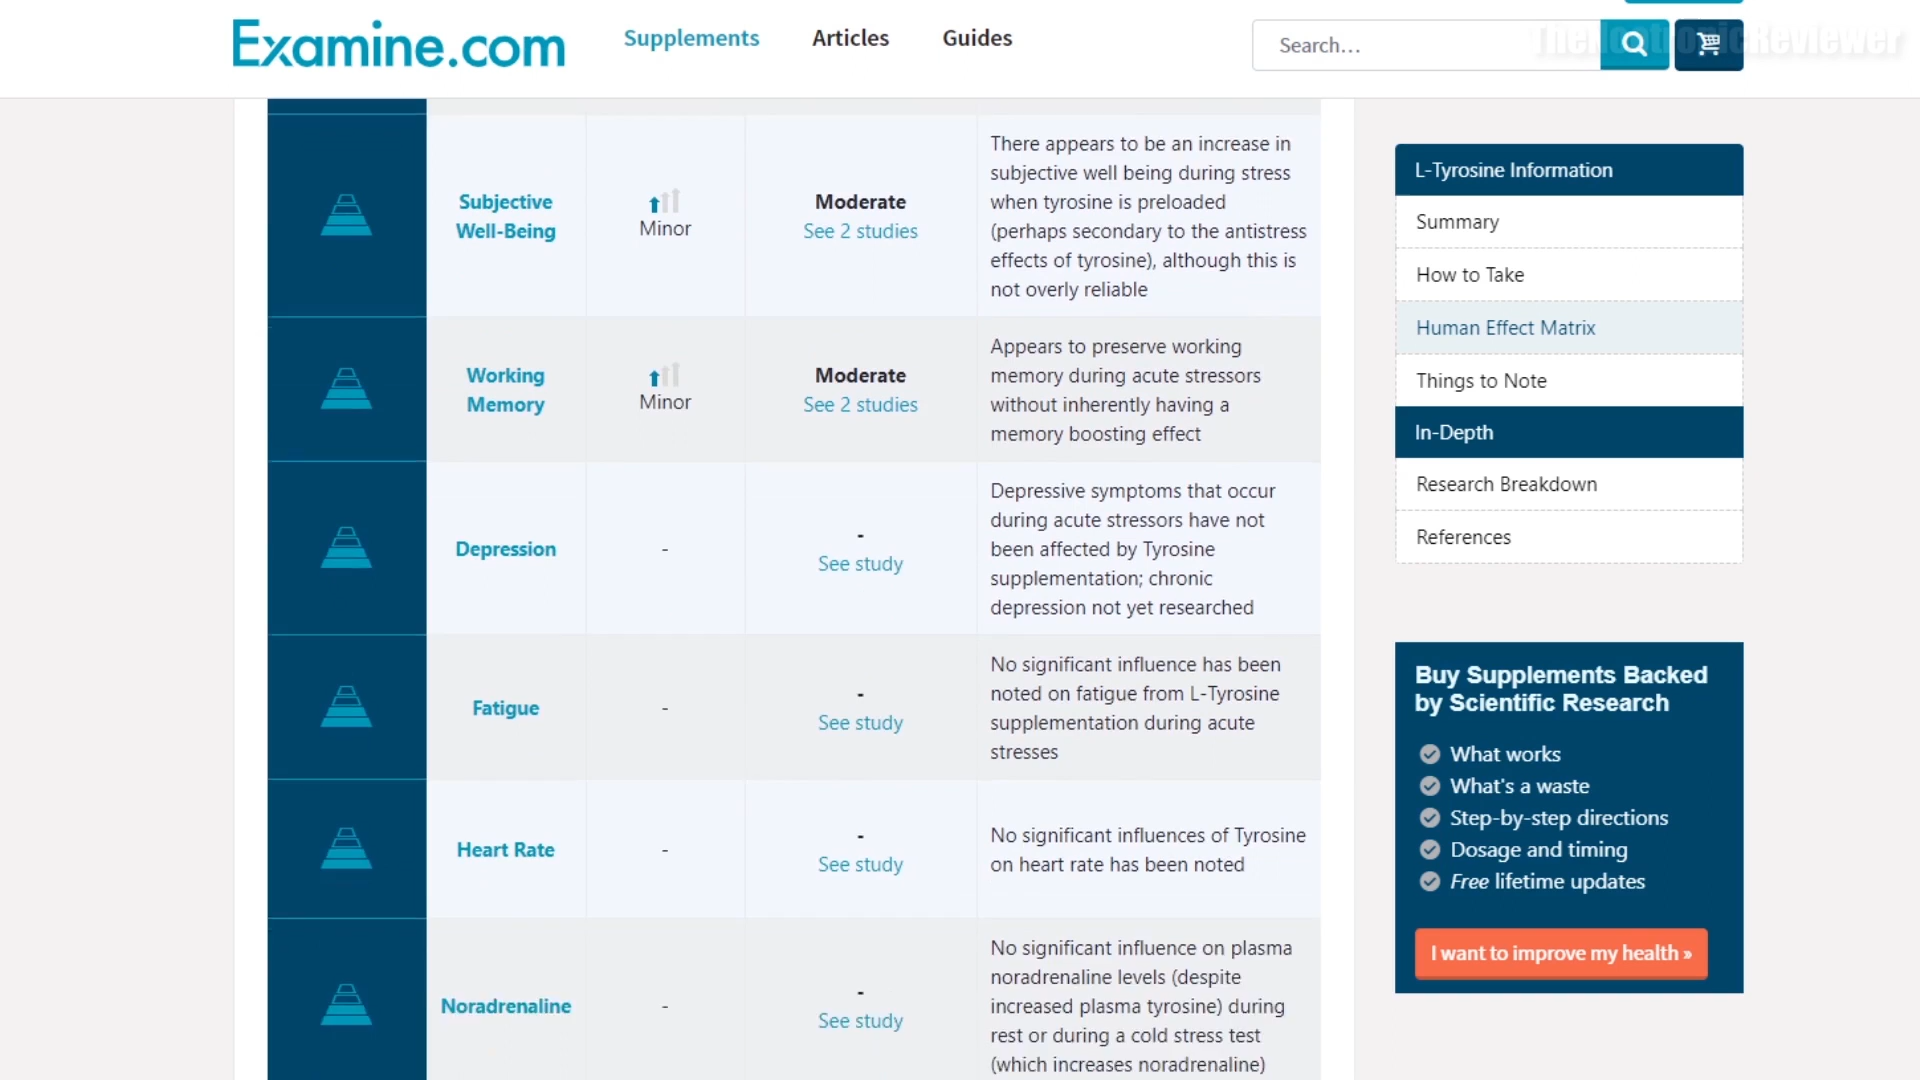 Examine.com
Supplements
Articles
Guides
Search...
TheNootropicReviewer
Subjective
Well-Being
Minor
Moderate
See 2 studies
There appears to be an increase in
subjective well being during stress
when tyrosine is preloaded
(perhaps secondary to the antistress
effects of tyrosine), although this is
not overly reliable
Working
Memory
Minor
Moderate
See 2 studies
Appears to preserve working
memory during acute stressors
without inherently having a
memory boosting effect
Depression
-
-
See study
Depressive symptoms that occur
during acute stressors have not
been affected by Tyrosine
supplementation; chronic
depression not yet researched
Fatigue
-
-
See study
No significant influence has been
noted on fatigue from L-Tyrosine
supplementation during acute
stresses
Heart Rate
-
-
See study
No significant influences of Tyrosine
on heart rate has been noted
Noradrenaline
-
-
See study
No significant influence on plasma
noradrenaline levels (despite
increased plasma tyrosine) during
rest or during a cold stress test
(which increases noradrenaline)
L-Tyrosine Information
Summary
How to Take
Human Effect Matrix
Things to Note
In-Depth
Research Breakdown
References
Buy Supplements Backed
by Scientific Research
What works
What's a waste
Step-by-step directions
Dosage and timing
Free lifetime updates
I want to improve my health »